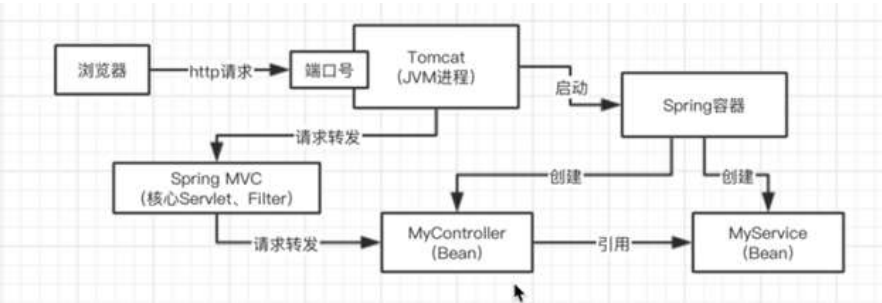 浏览器
http请求
端口号
Tomcat
（JVM进程）
启动
Spring容器
请求转发
Spring MVC
（核心Servlet、Filter）
创建
创建
请求转发
MyController
（Bean）
引用
MyService
（Bean）